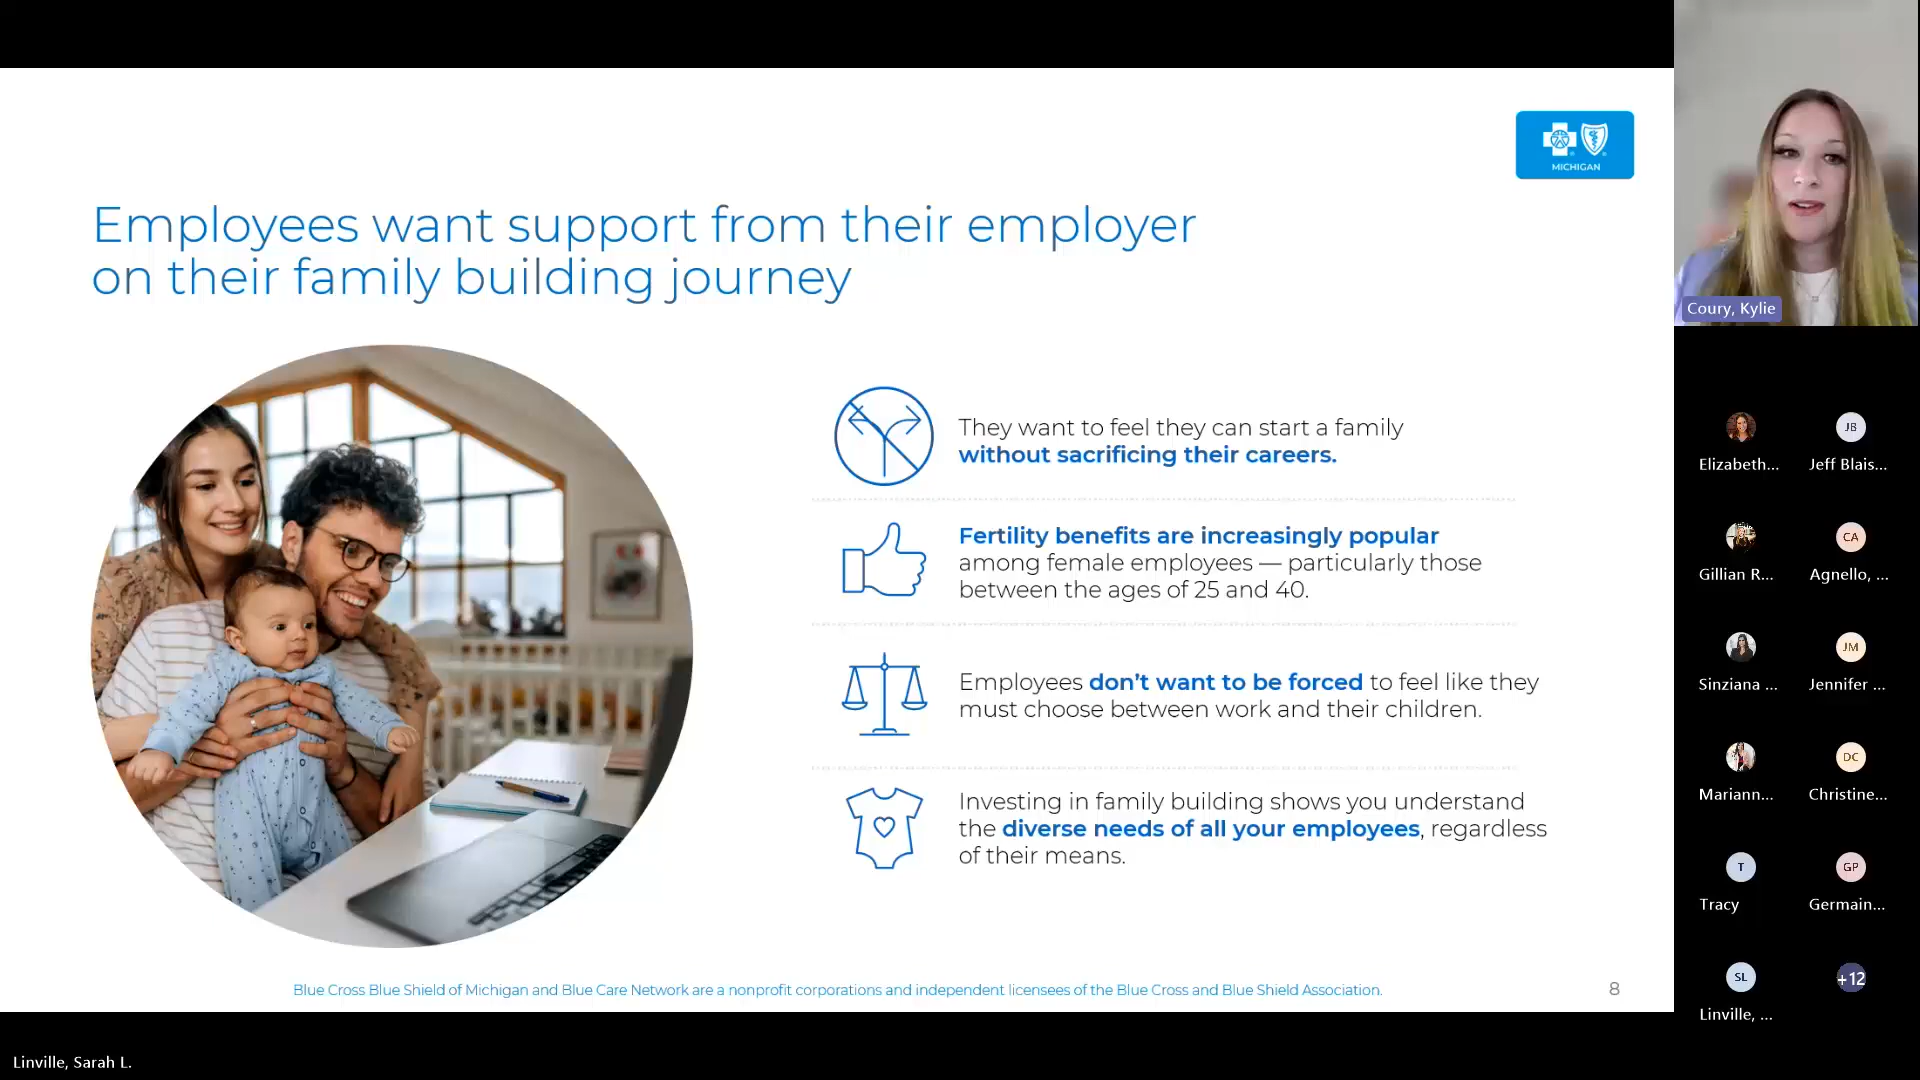 MICHIGAN
Employees want support from their employer
on their family building journey
They want to feel they can start a family
without sacrificing their careers.
Fertility benefits are increasingly popular
among female employees — particularly those
between the ages of 25 and 40.
Employees don’t want to be forced to feel like they
must choose between work and their children.
Investing in family building shows you understand
the diverse needs of all your employees, regardless
of their means.
Blue Cross Blue Shield of Michigan and Blue Care Network are a nonprofit corporations and independent licensees of the Blue Cross and Blue Shield Association.
8
Linville, Sarah L.
Coury, Kylie
JB
Elizabeth...
Jeff Blais...
CA
Gillian R...
Agnello, ...
JM
Sinziana ...
Jennifer ...
DC
Mariann...
Christine...
T
GP
Tracy
Germain...
SL
+12
Linville, ...